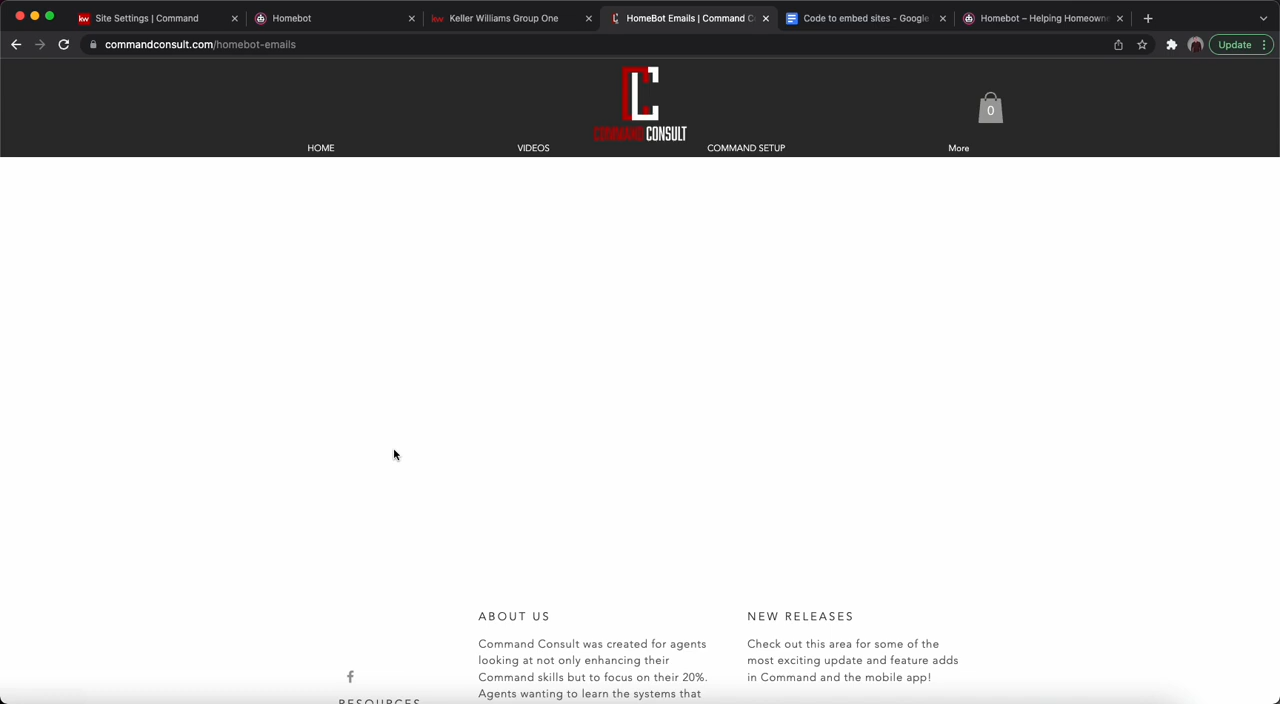 Site Settings | Command
Homebot
kw Keller Williams Group One
HomeBot Emails | Command C
Code to embed sites - Google
Homebot – Helping Homeown
commandconsult.com/homebot-emails
Update
COMMAND CONSULT
0
HOME
VIDEOS
COMMAND SETUP
More
ABOUT US
Command Consult was created for agents
looking at not only enhancing their
Command skills but to focus on their 20%.
Agents wanting to learn the systems that
NEW RELEASES
Check out this area for some of the
most exciting update and feature adds
in Command and the mobile app!
RESOURCES